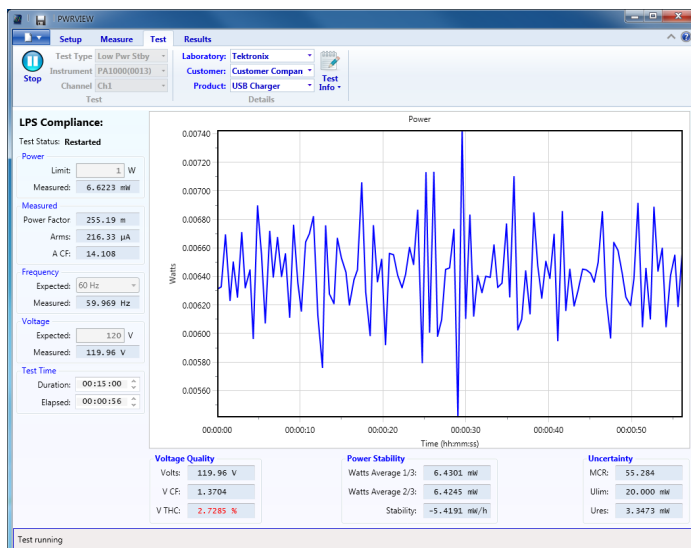 PWRVIEW
Setup Measure Test Results
Test Type Low Pwr Stby
Instrument PA1000(0013)
Channel Ch1
Stop
Test
Laboratory: Tektronix
Customer: Customer Compan
Product: USB Charger
Test
Info
Details
LPS Compliance:
Test Status: Restarted
Power
Limit: 1 W
Measured: 6.6223 mW
Measured
Power Factor 255.19 m
Arms: 216.33 µA
A CF: 14.108
Frequency
Expected: 60 Hz
Measured: 59.969 Hz
Voltage
Expected: 120 V
Measured: 119.96 V
Test Time
Duration: 00:15:00
Elapsed: 00:00:56
Power
0.00740
0.00720
0.00700
0.00680
0.00660
0.00640
0.00620
0.00600
0.00580
0.00560
Watts
00:00:00 00:00:10 00:00:20 00:00:30 00:00:40 00:00:50
Time (hh:mm:ss)
Voltage Quality
Volts: 119.96 V
V CF: 1.3704
V THC: 2.7285 %
Power Stability
Watts Average 1/3: 6.4301 mW
Watts Average 2/3: 6.4245 mW
Stability: -5.4191 mW/h
Uncertainty
MCR: 55.284
Ulim: 20.000 mW
Ures: 3.3473 mW
Test running